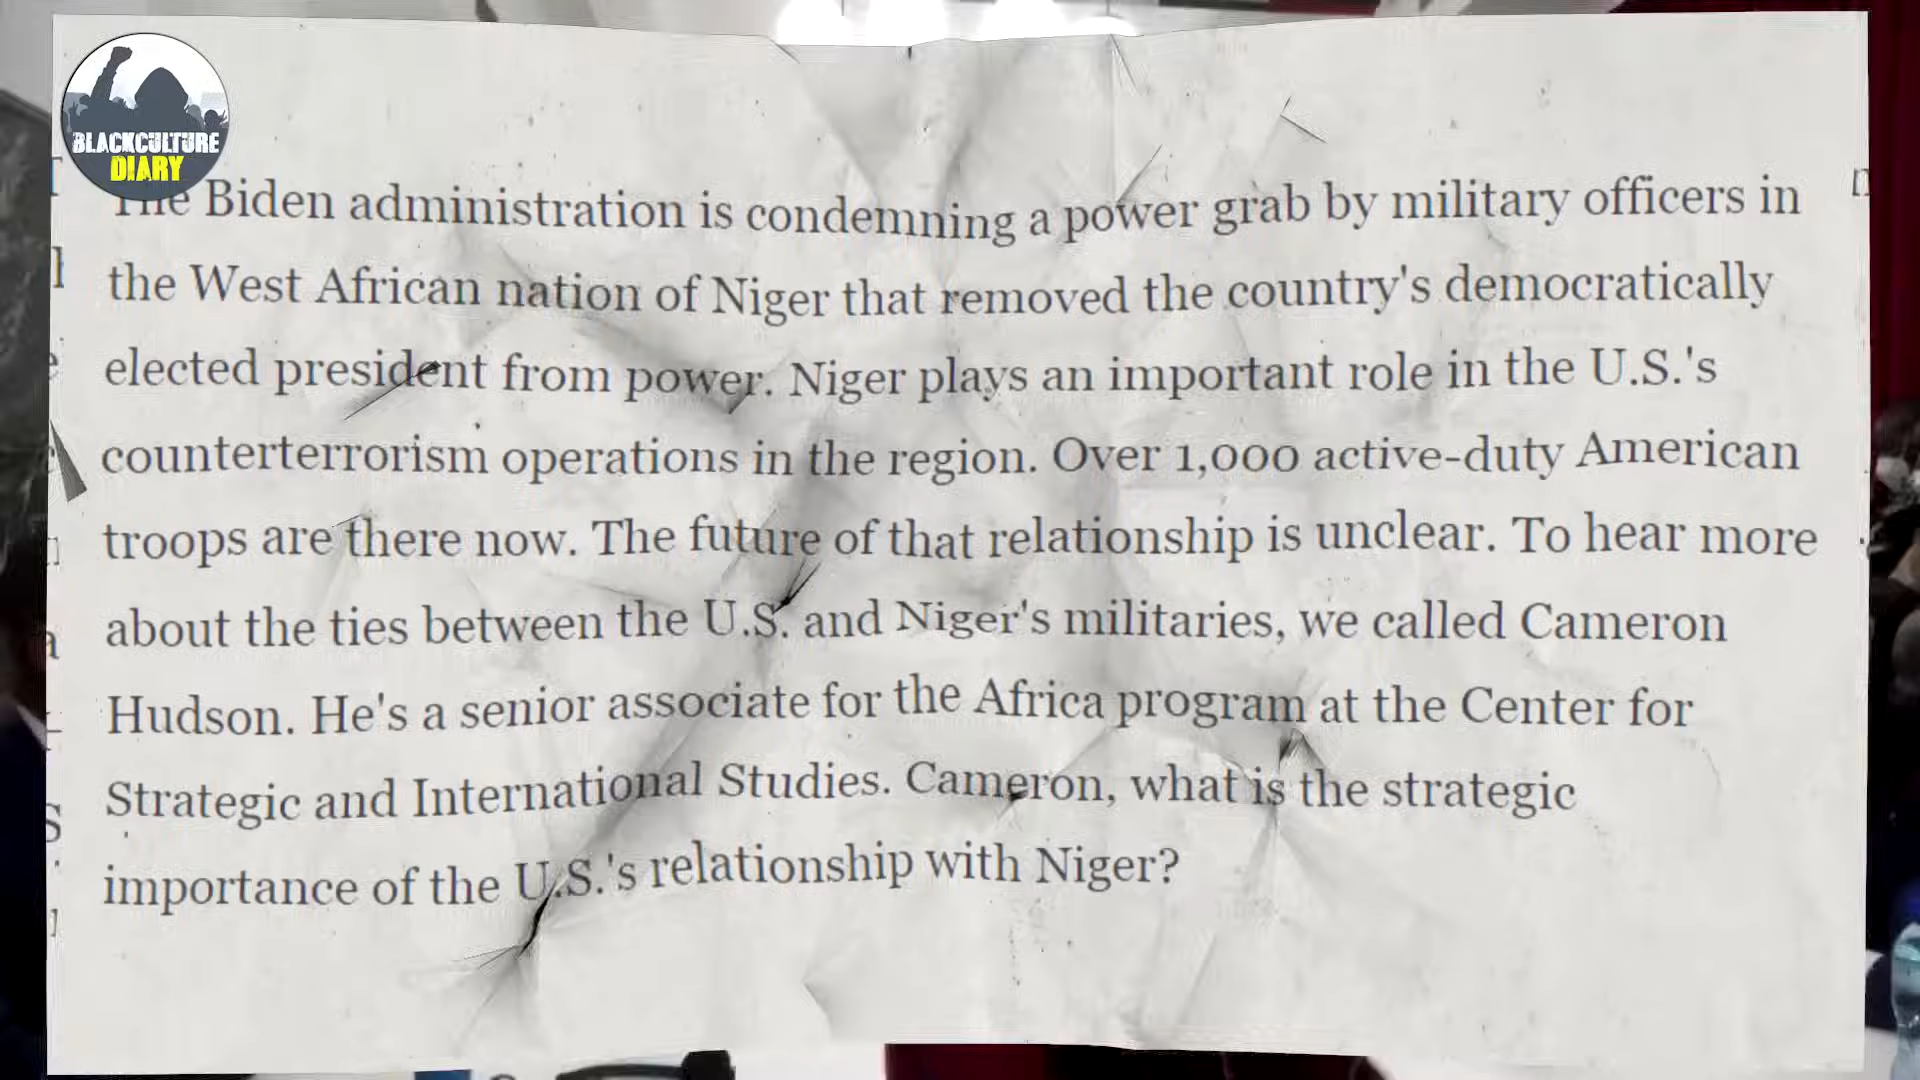 BLACKCULTURE
DIARY
The Biden administration is condemning a power grab by military officers in
the West African nation of Niger that removed the country's democratically
elected president from power. Niger plays an important role in the U.S.'s
counterterrorism operations in the region. Over 1,000 active-duty American
troops are there now. The future of that relationship is unclear. To hear more
about the ties between the U.S. and Niger's militaries, we called Cameron
Hudson. He's a senior associate for the Africa program at the Center for
Strategic and International Studies. Cameron, what is the strategic
importance of the U.S.'s relationship with Niger?